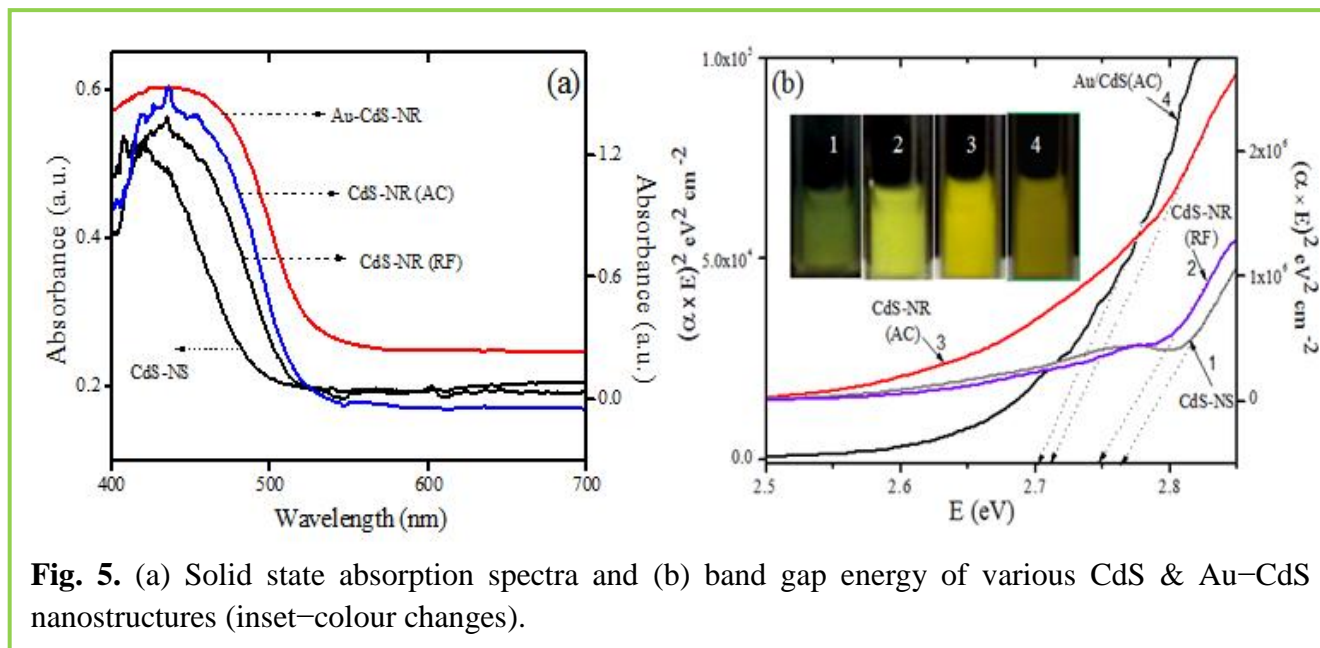 (a)
0.6
0.4
0.2
Absorbance (a. u.)
Au-CdS-NR
CdS-NR (AC)
CdS-NR (RF)
CdS-NS
1.2
0.6
0.0
Absorbance (a.u.)
400
500
600
700
Wavelength (nm)
(b)
1.0x10⁵
5.0x10⁴
0.0
(α × E)² eV² cm⁻²
Au/CdS(AC)
4
1
2
3
4
CdS-NR
(RF)
2
CdS-NR
(AC)
3
1
CdS-NS
2x10⁶
1x10⁶
0
(α × E)² eV² cm⁻²
2.5
2.6
2.7
2.8
E (eV)
Fig. 5. (a) Solid state absorption spectra and (b) band gap energy of various CdS & Au−CdS
nanostructures (inset−colour changes).